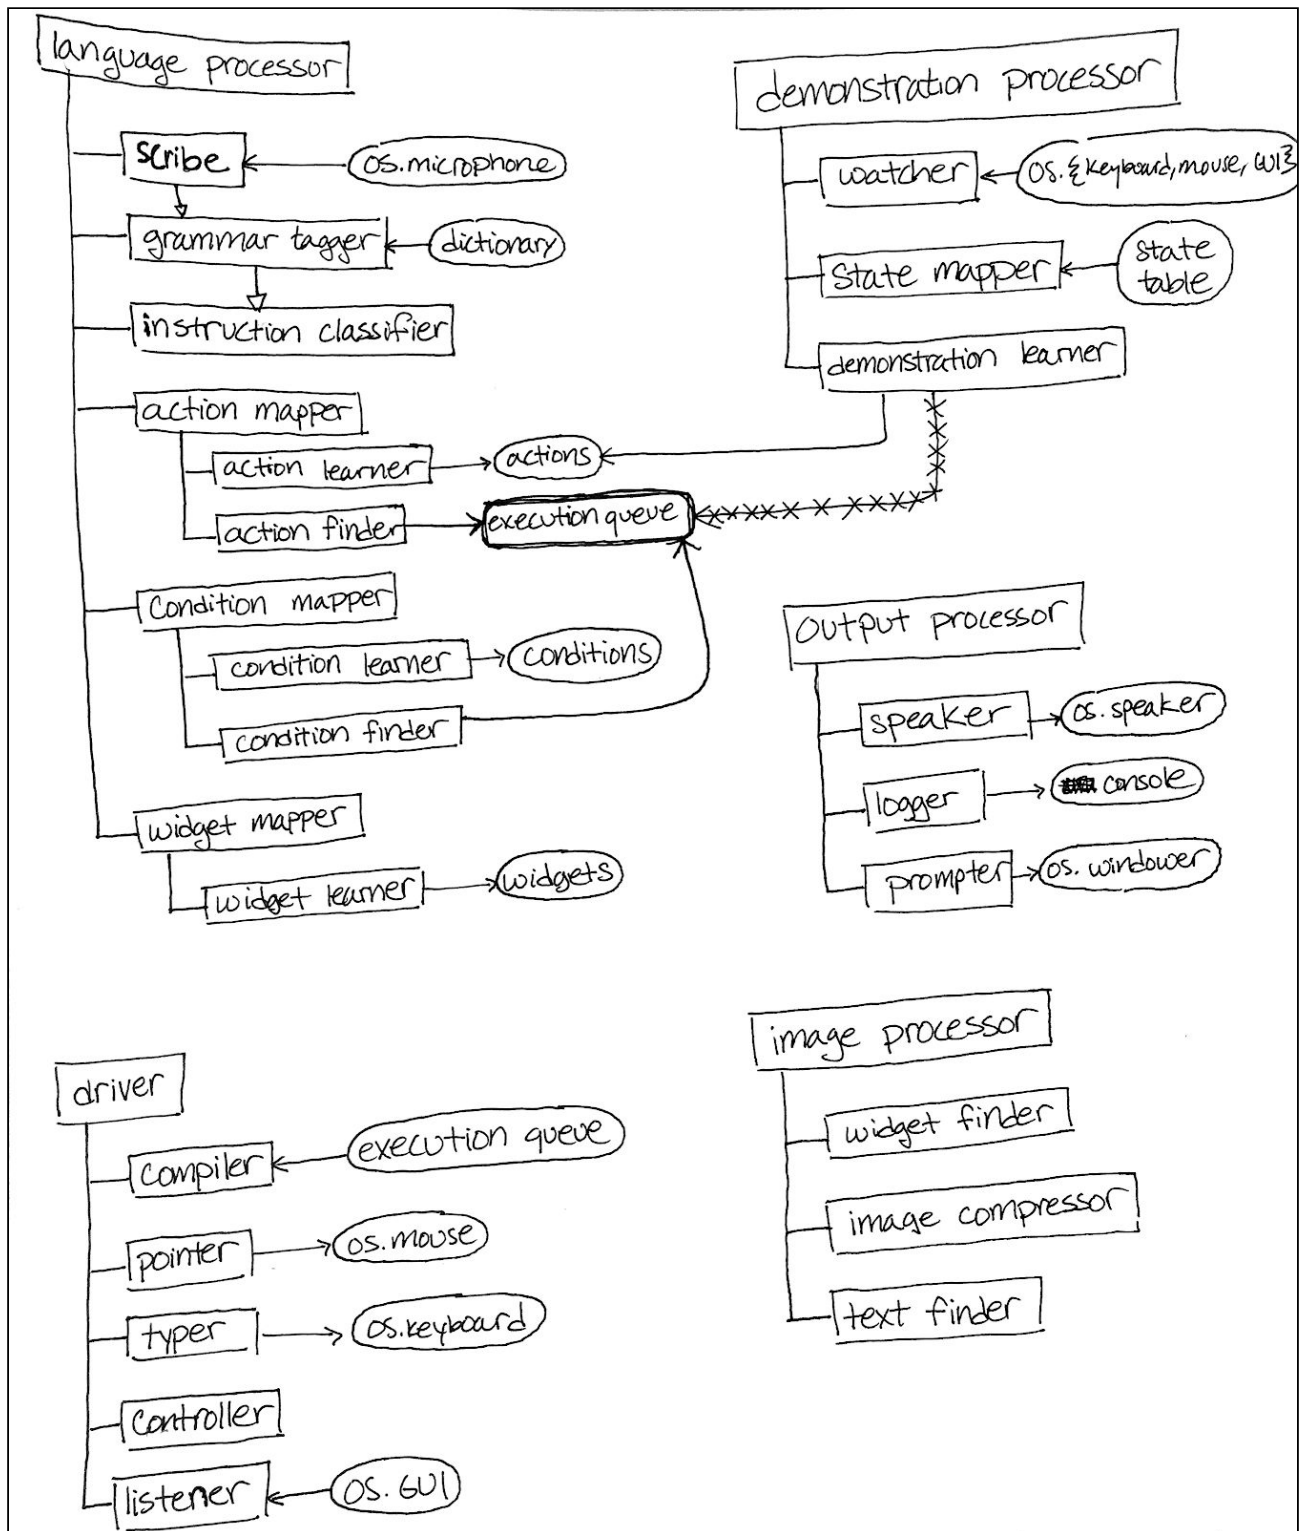 language processor
scribe
os.microphone
grammar tagger
dictionary
instruction classifier
action mapper
action learner
actions
action finder
execution queue
condition mapper
condition learner
conditions
condition finder
widget mapper
widget learner
widgets
demonstration processor
watcher
os.{keyboard, mouse, GUI}
state mapper
state
table
demonstration learner
output processor
speaker
os.speaker
logger
console
prompter
os.windower
driver
compiler
execution queue
pointer
os.mouse
typer
os.keyboard
controller
listener
os.GUI
image processor
widget finder
image compressor
text finder